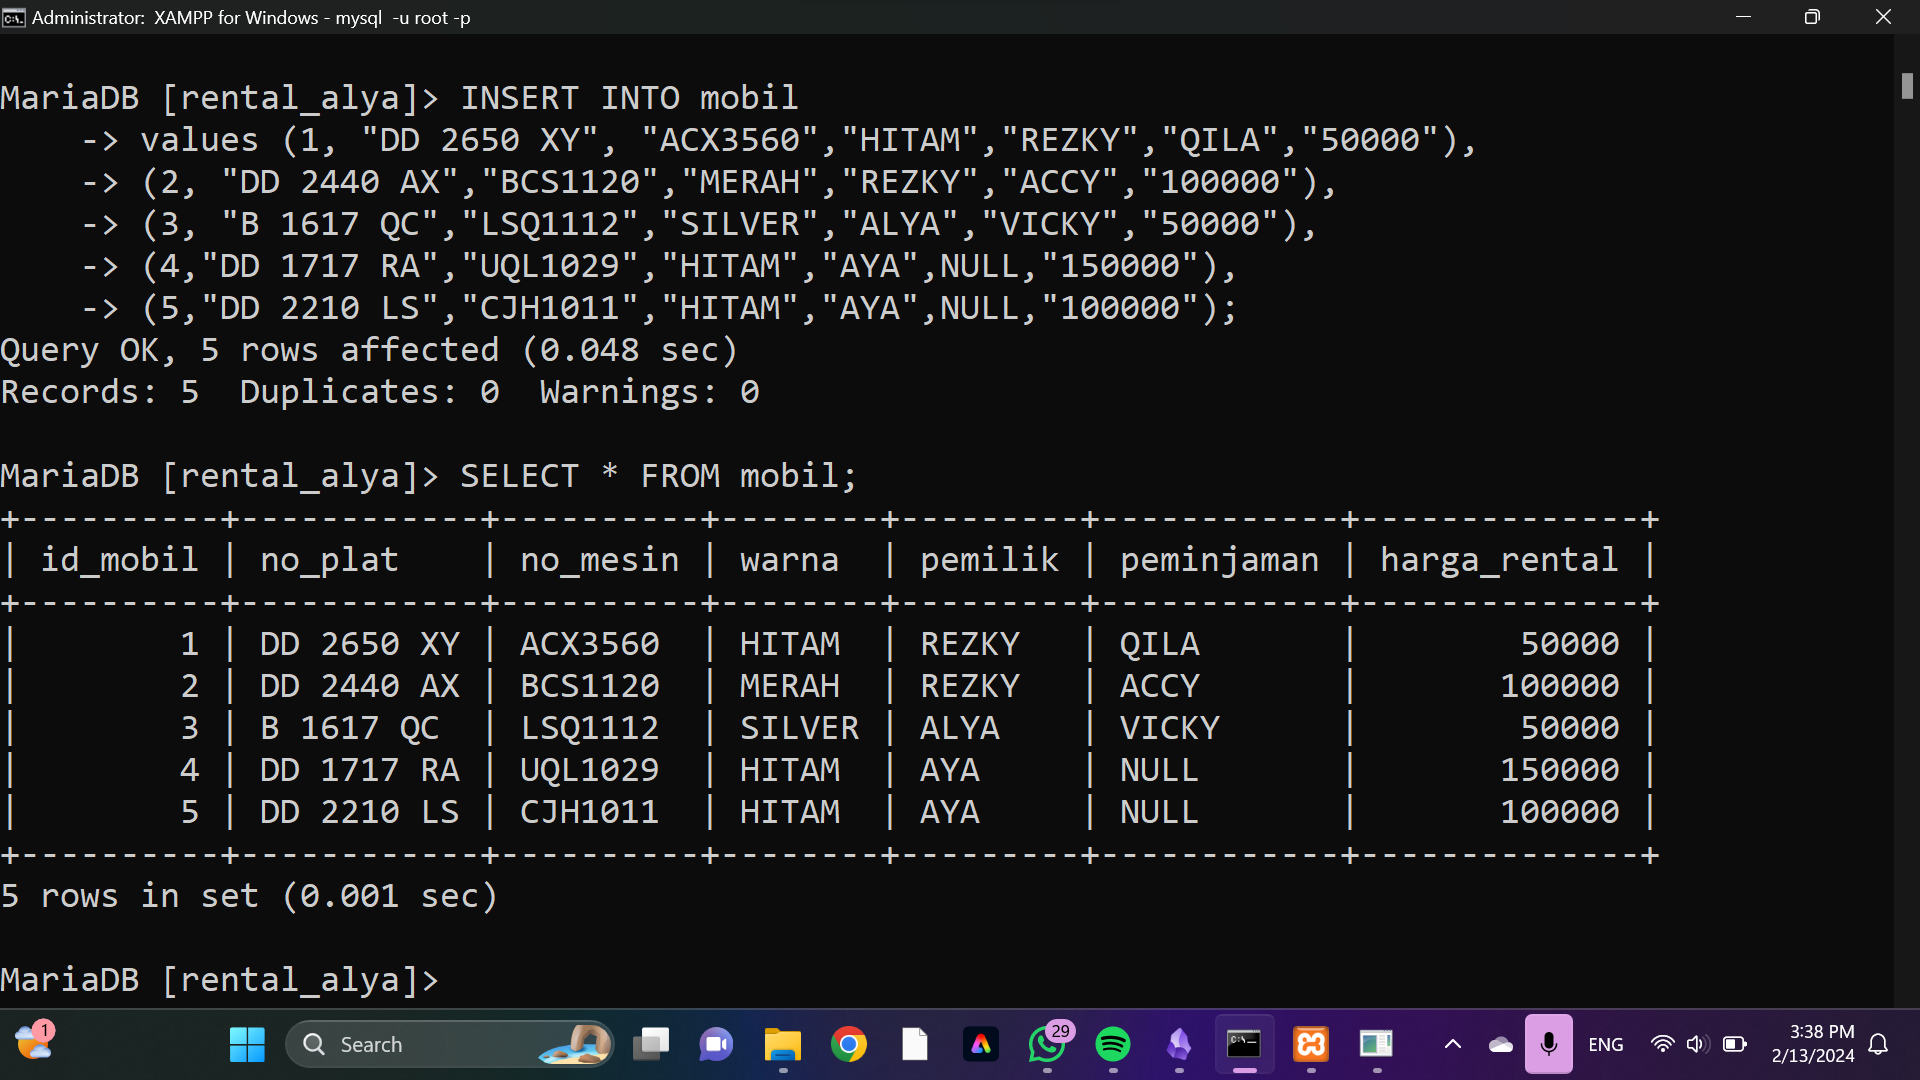 Administrator:  XAMPP for Windows - mysql  -u root -p
MariaDB [rental_alya]> INSERT INTO mobil
    -> values (1, "DD 2650 XY", "ACX3560","HITAM","REZKY","QILA","50000"),
    -> (2, "DD 2440 AX","BCS1120","MERAH","REZKY","ACCY","100000"),
    -> (3, "B 1617 QC","LSQ1112","SILVER","ALYA","VICKY","50000"),
    -> (4,"DD 1717 RA","UQL1029","HITAM","AYA",NULL,"150000"),
    -> (5,"DD 2210 LS","CJH1011","HITAM","AYA",NULL,"100000");
Query OK, 5 rows affected (0.048 sec)
Records: 5  Duplicates: 0  Warnings: 0
MariaDB [rental_alya]> SELECT * FROM mobil;
+----------+------------+----------+--------+---------+------------+--------------+
| id_mobil | no_plat    | no_mesin | warna  | pemilik | peminjaman | harga_rental |
+----------+------------+----------+--------+---------+------------+--------------+
|        1 | DD 2650 XY | ACX3560  | HITAM  | REZKY   | QILA       |        50000 |
|        2 | DD 2440 AX | BCS1120  | MERAH  | REZKY   | ACCY       |       100000 |
|        3 | B 1617 QC  | LSQ1112  | SILVER | ALYA    | VICKY      |        50000 |
|        4 | DD 1717 RA | UQL1029  | HITAM  | AYA     | NULL       |       150000 |
|        5 | DD 2210 LS | CJH1011  | HITAM  | AYA     | NULL       |       100000 |
+----------+------------+----------+--------+---------+------------+--------------+
5 rows in set (0.001 sec)
MariaDB [rental_alya]>
1
Search
29
ENG
3:38 PM
2/13/2024